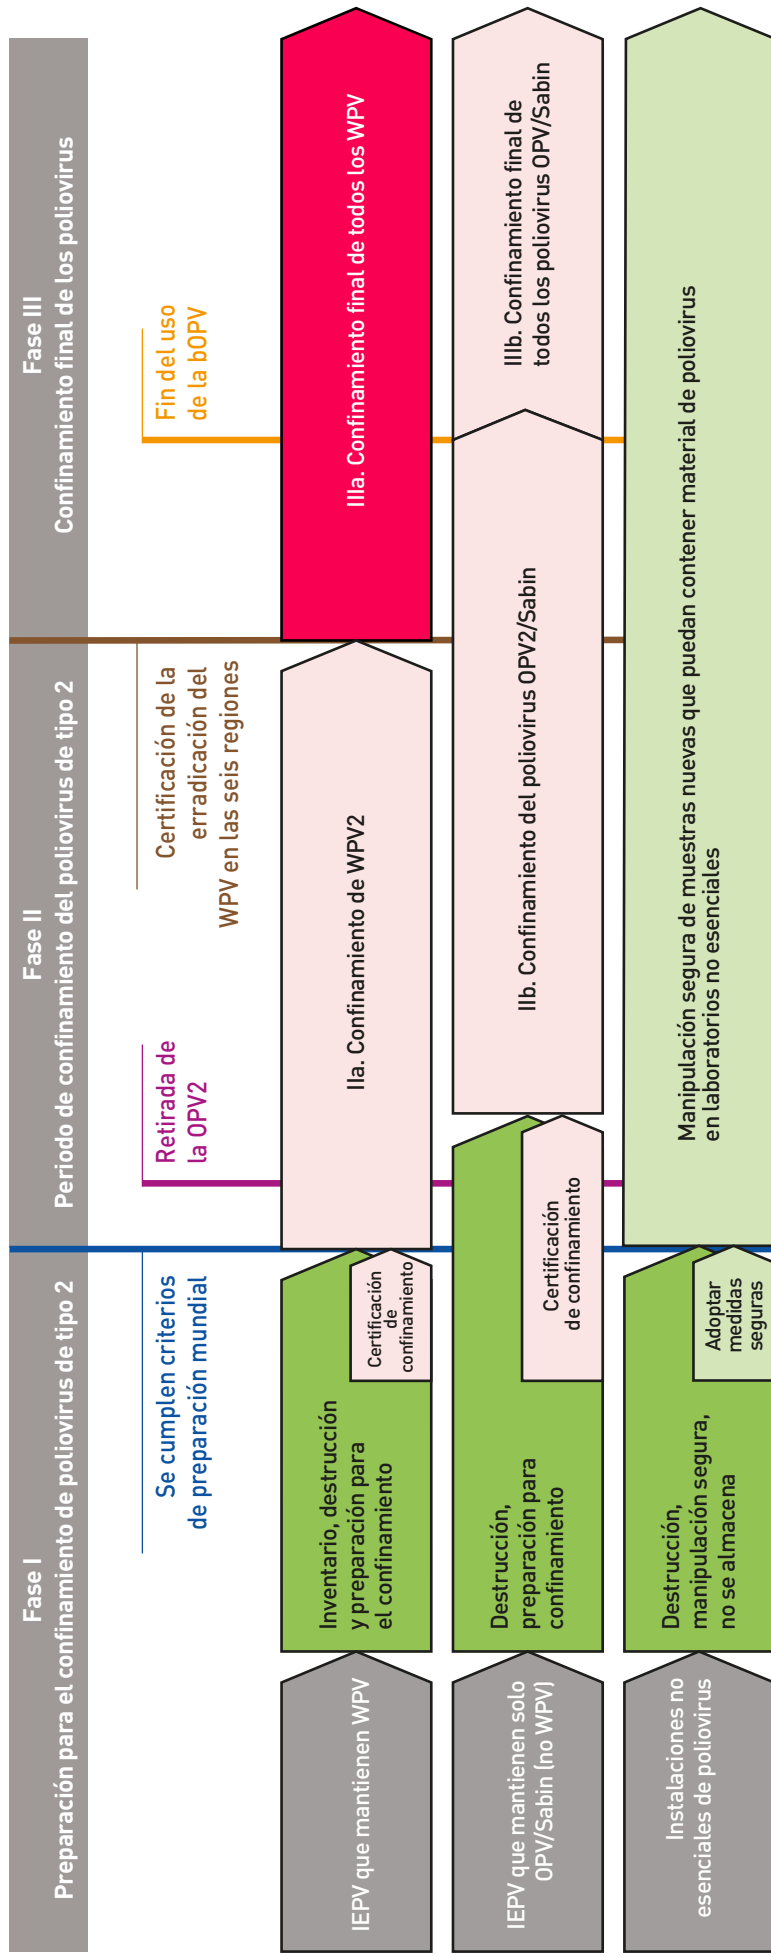 Fase I
Preparación para el confinamiento de poliovirus de tipo 2
Fase II
Periodo de confinamiento del poliovirus de tipo 2
Fase III
Confinamiento final de los poliovirus
Se cumplen criterios
de preparación mundial
Retirada de
la OPV2
Certificación de la
erradicación del
WPV en las seis regiones
Fin del uso
de la bOPV
IEPV que mantienen WPV
Inventario, destrucción
y preparación para
el confinamiento
Certificación
de
confinamiento
IIa. Confinamiento de WPV2
IIIa. Confinamiento final de todos los WPV
IEPV que mantienen solo
OPV/Sabin (no WPV)
Destrucción,
preparación para
confinamiento
Certificación
de confinamiento
IIb. Confinamiento del poliovirus OPV2/Sabin
IIIb. Confinamiento final de
todos los poliovirus OPV/Sabin
Instalaciones no
esenciales de poliovirus
Destrucción,
manipulación segura,
no se almacena
Adoptar
medidas
seguras
Manipulación segura de muestras nuevas que puedan contener material de poliovirus
en laboratorios no esenciales